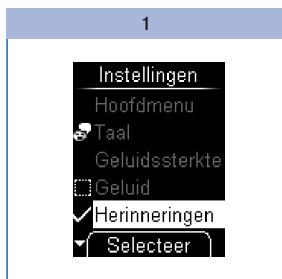 1
Instellingen
Hoofdmenu
Taal
Geluidssterkte
Geluid
Herinneringen
Selecteer